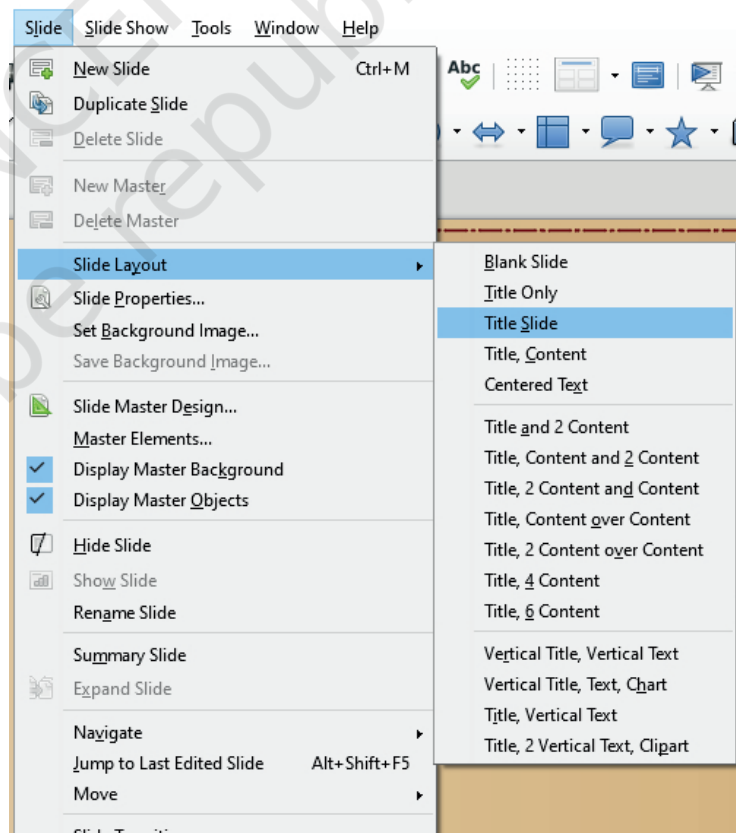 Slide Slide Show Tools Window Help
New Slide Ctrl+M
Duplicate Slide
Delete Slide
New Master
Delete Master
Slide Layout
Slide Properties...
Set Background Image...
Save Background Image...
Slide Master Design...
Master Elements...
Display Master Background
Display Master Objects
Hide Slide
Show Slide
Rename Slide
Summary Slide
Expand Slide
Navigate
Jump to Last Edited Slide Alt+Shift+F5
Move
Abc
Blank Slide
Title Only
Title Slide
Title, Content
Centered Text
Title and 2 Content
Title, Content and 2 Content
Title, 2 Content and Content
Title, Content over Content
Title, 2 Content over Content
Title, 4 Content
Title, 6 Content
Vertical Title, Vertical Text
Vertical Title, Text, Chart
Title, Vertical Text
Title, 2 Vertical Text, Clipart